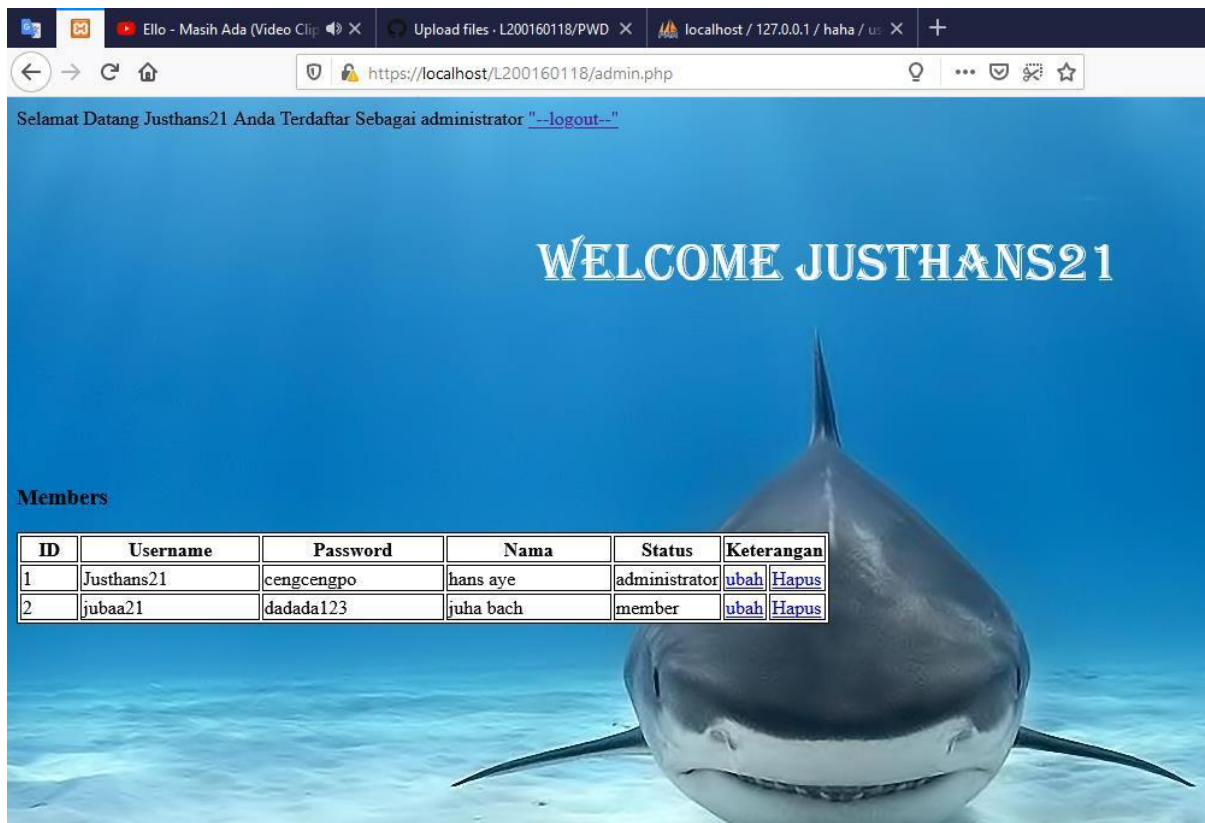 Ello - Masih Ada (Video Clip
Upload files · L200160118/PWD
localhost / 127.0.0.1 / haha / us
https://localhost/L200160118/admin.php
Selamat Datang Justhans21 Anda Terdaftar Sebagai administrator "--logout--"
WELCOME JUSTHANS21
Members
ID Username Password Nama Status Keterangan
1 Justhans21 cengcengpo hans aye administrator ubah Hapus
2 jubaa21 dadada123 juha bach member ubah Hapus